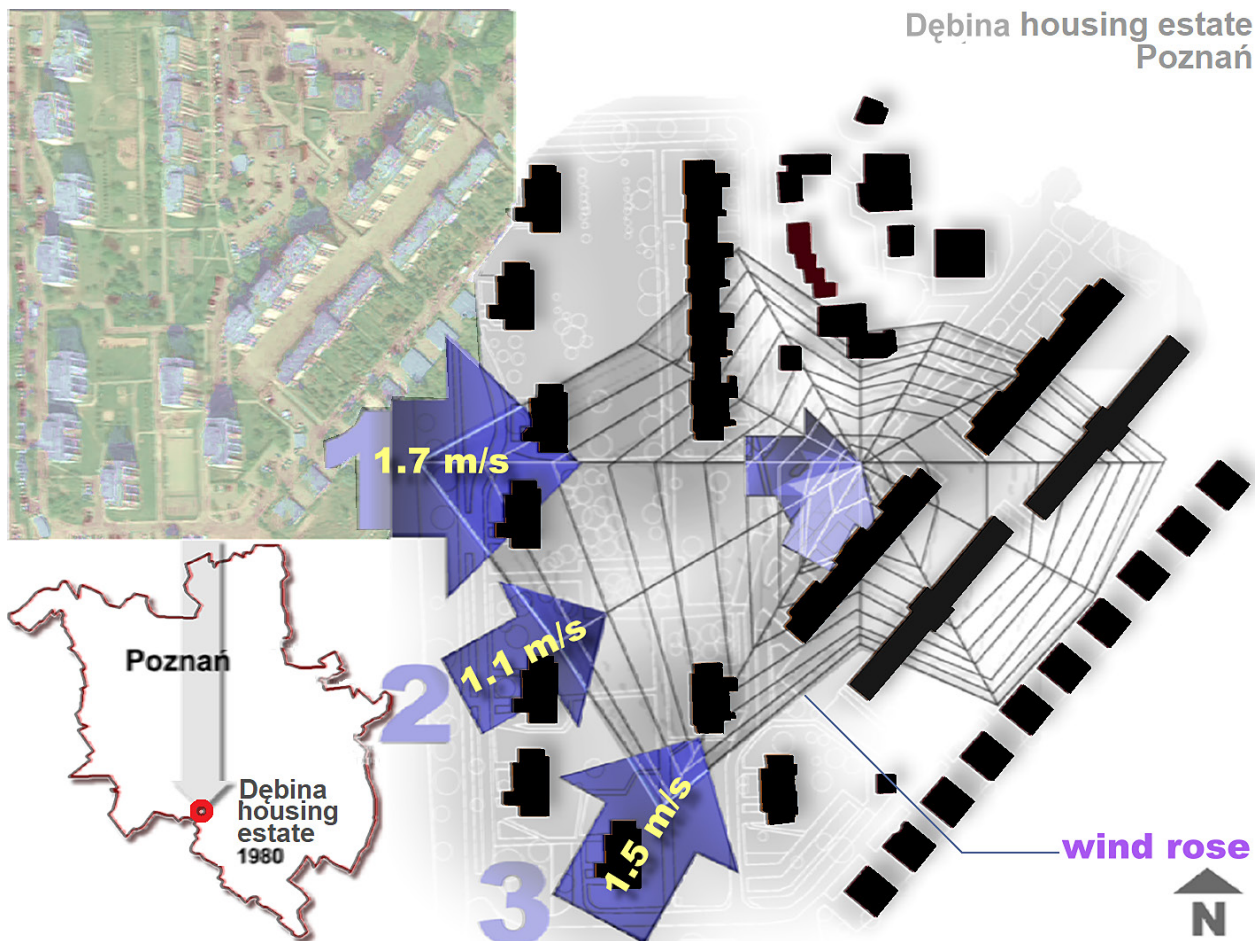 Dębina housing estate
Poznań
1
1.7 m/s
2
1.1 m/s
3
1.5 m/s
Poznań
Dębina
housing
estate
1980
wind rose
N